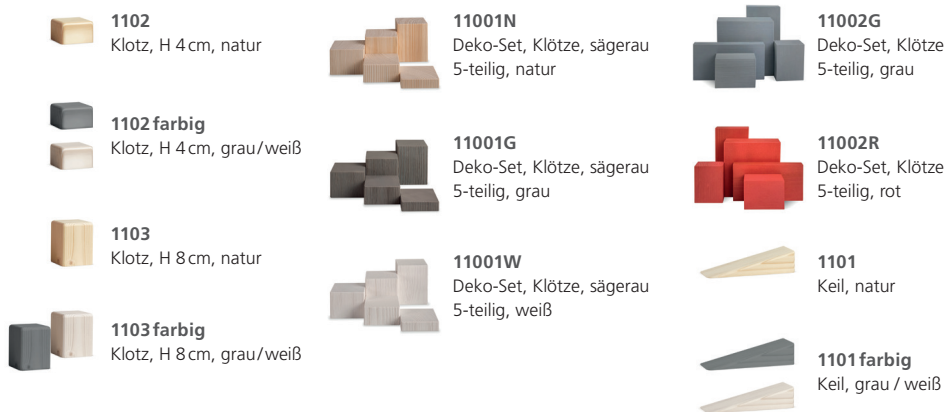 1102
Klotz, H 4 cm, natur
1102 farbig
Klotz, H 4 cm, grau/weiß
1103
Klotz, H 8 cm, natur
1103 farbig
Klotz, H 8 cm, grau/weiß
11001N
Deko-Set, Klötze, sägerau
5-teilig, natur
11001G
Deko-Set, Klötze, sägerau
5-teilig, grau
11001W
Deko-Set, Klötze, sägerau
5-teilig, weiß
11002G
Deko-Set, Klötze
5-teilig, grau
11002R
Deko-Set, Klötze
5-teilig, rot
1101
Keil, natur
1101 farbig
Keil, grau / weiß